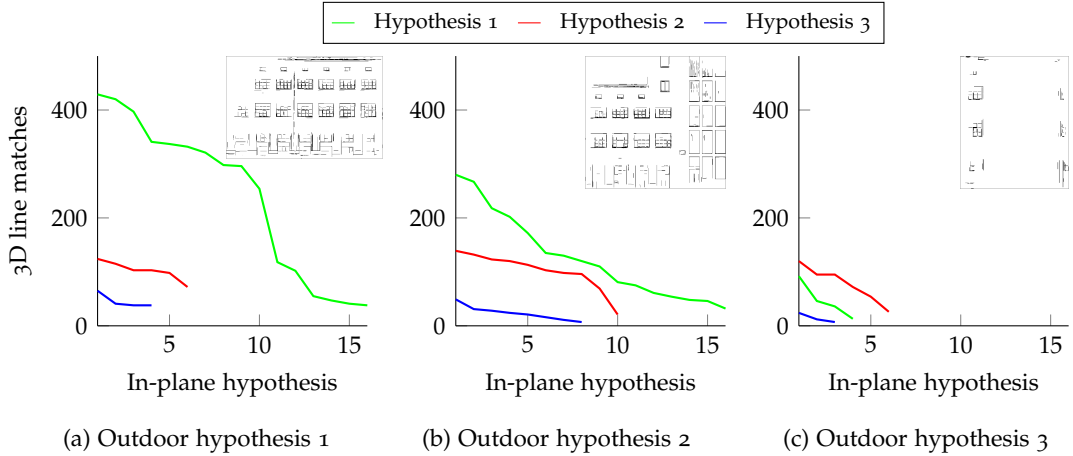 Hypothesis 1 Hypothesis 2 Hypothesis 3
3D line matches
400
200
0
5 10 15
In-plane hypothesis
(a) Outdoor hypothesis 1
400
200
0
5 10 15
In-plane hypothesis
(b) Outdoor hypothesis 2
400
200
0
5 10 15
In-plane hypothesis
(c) Outdoor hypothesis 3